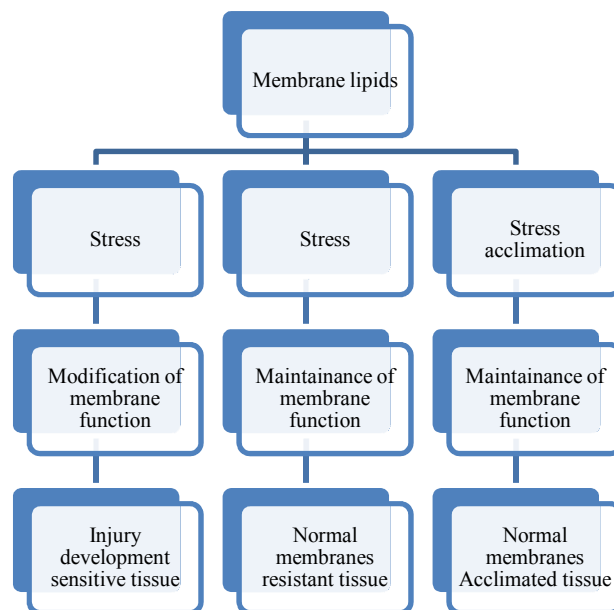 Membrane lipids
Stress
Stress
Stress
acclimation
Modification of
membrane
function
Maintainance of
membrane
function
Maintainance of
membrane
function
Injury
development
sensitive tissue
Normal
membranes
resistant tissue
Normal
membranes
Acclimated tissue